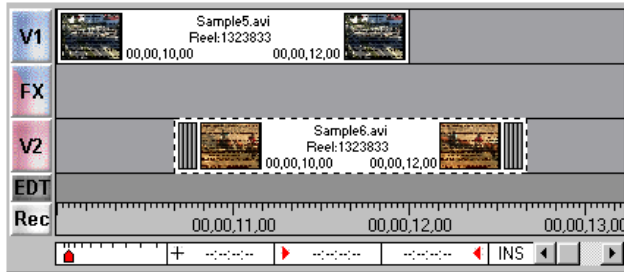 V1
Sample5.avi
Reel:1323833
00,00,10,00 00,00,12,00
FX
V2
Sample6.avi
Reel:1323833
00,00,10,00 00,00,12,00
EDT
Rec
00,00,11,00 00,00,12,00 00,00,13,00
+ --:--:--:-- --:--:--:-- --:--:--:-- INS